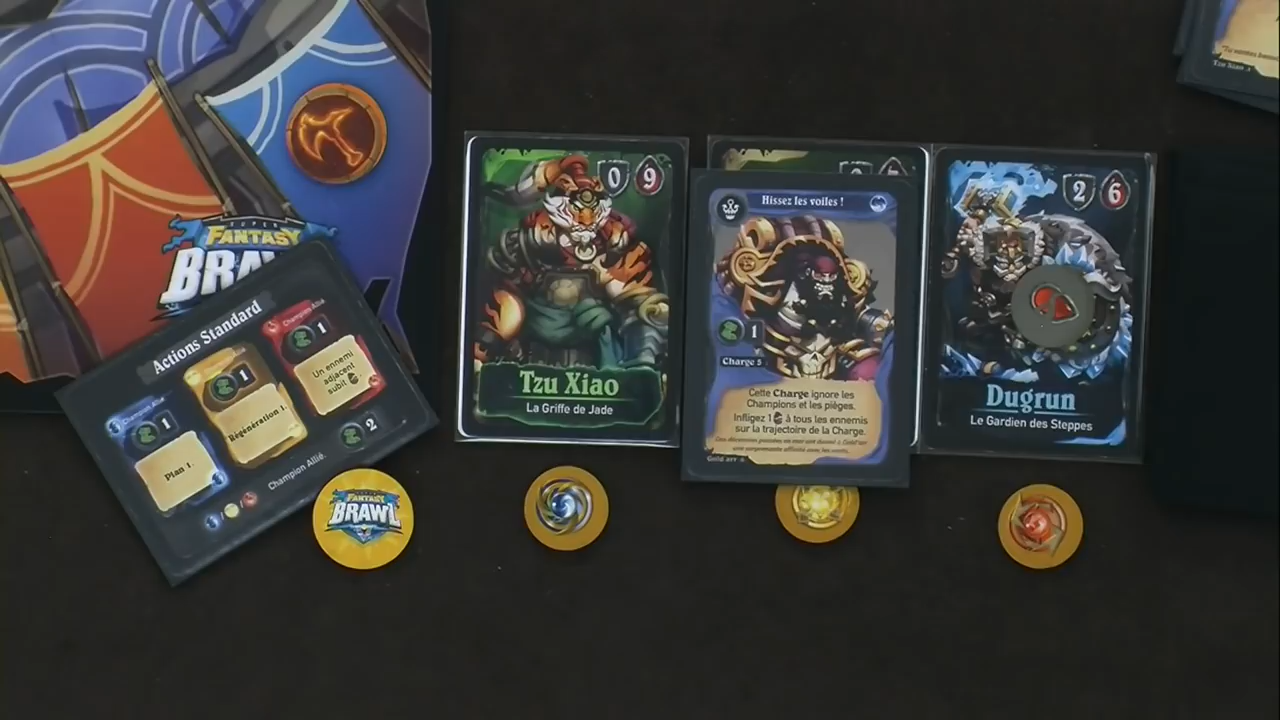 SUPER
FANTASY
BRAWL
Actions Standard
Champion Allié
1
Plan 1.
1
Régénération 1.
Champion Allié
1
Un ennemi
adjacent
subit
2
Champion Allié.
FANTASY
BRAWL
0 9
Tzu Xiao
La Griffe de Jade
Hissez les voiles !
1
Charge 5
Cette Charge ignore les
Champions et les pièges.
Infligez 1 à tous les ennemis
sur la trajectoire de la Charge.
2 6
Dugrun
Le Gardien des Steppes
Tzu Xiao